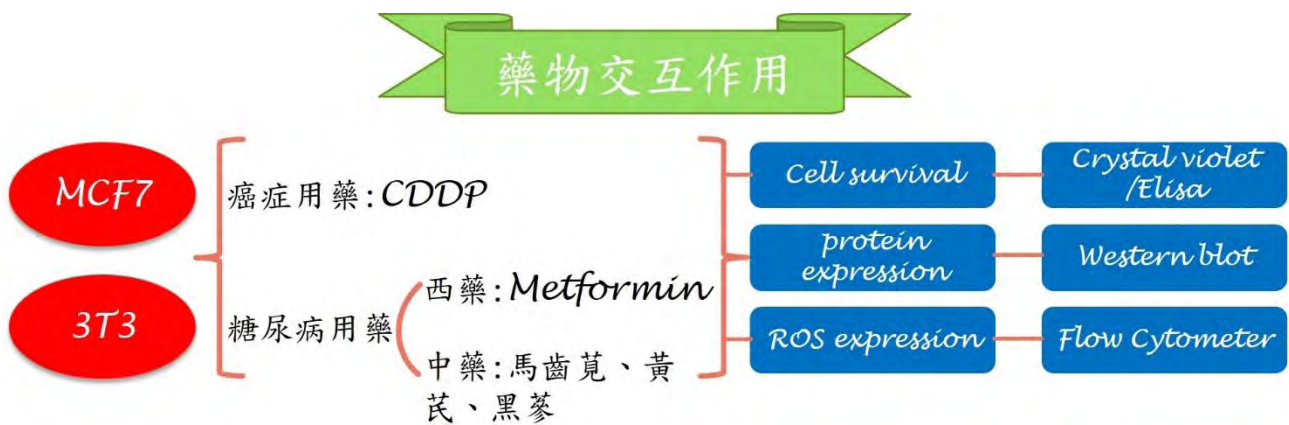 藥物交互作用
MCF7
3T3
癌症用藥:CDDP
糖尿病用藥
西藥:Metformin
中藥:馬齒莧、黃
芪、黑蔘
Cell survival
Crystal violet
/Elisa
protein
expression
Western blot
ROS expression
Flow Cytometer